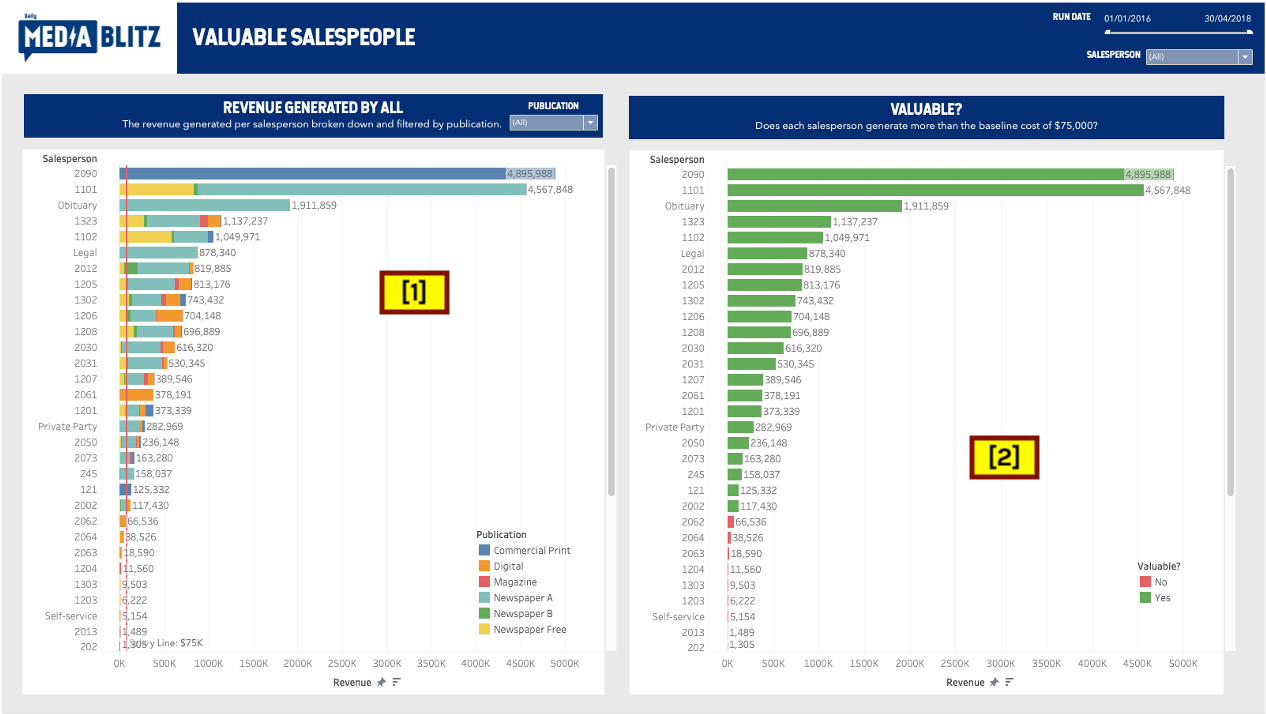 Daily
MEDIA BLITZ
VALUABLE SALESPEOPLE
RUN DATE 01/01/2016 30/04/2018
SALESPERSON (All)
REVENUE GENERATED BY ALL
The revenue generated per salesperson broken down and filtered by publication.
PUBLICATION
(All)
Salesperson
2090 4,895,988
1101 4,567,848
Obituary 1,911,859
1323 1,137,237
1102 1,049,971
Legal 878,340
2012 819,885
1205 813,176
1302 743,432
1206 704,148
1208 696,889
2030 616,320
2031 530,345
1207 389,546
2061 378,191
1201 373,339
Private Party 282,969
2050 236,148
2073 163,280
245 158,037
121 125,332
2002 117,430
2062 66,536
2064 38,526
2063 18,590
1204 11,560
1303 9,503
1203 6,222
Self-service 5,154
2013 1,489
202 1,305
Line: $75K
[1]
Publication
Commercial Print
Digital
Magazine
Newspaper A
Newspaper B
Newspaper Free
0K 500K 1000K 1500K 2000K 2500K 3000K 3500K 4000K 4500K 5000K
Revenue
VALUABLE?
Does each salesperson generate more than the baseline cost of $75,000?
Salesperson
2090 4,895,988
1101 4,567,848
Obituary 1,911,859
1323 1,137,237
1102 1,049,971
Legal 878,340
2012 819,885
1205 813,176
1302 743,432
1206 704,148
1208 696,889
2030 616,320
2031 530,345
1207 389,546
2061 378,191
1201 373,339
Private Party 282,969
2050 236,148
2073 163,280
245 158,037
121 125,332
2002 117,430
2062 66,536
2064 38,526
2063 18,590
1204 11,560
1303 9,503
1203 6,222
Self-service 5,154
2013 1,489
202 1,305
[2]
Valuable?
No
Yes
0K 500K 1000K 1500K 2000K 2500K 3000K 3500K 4000K 4500K 5000K
Revenue